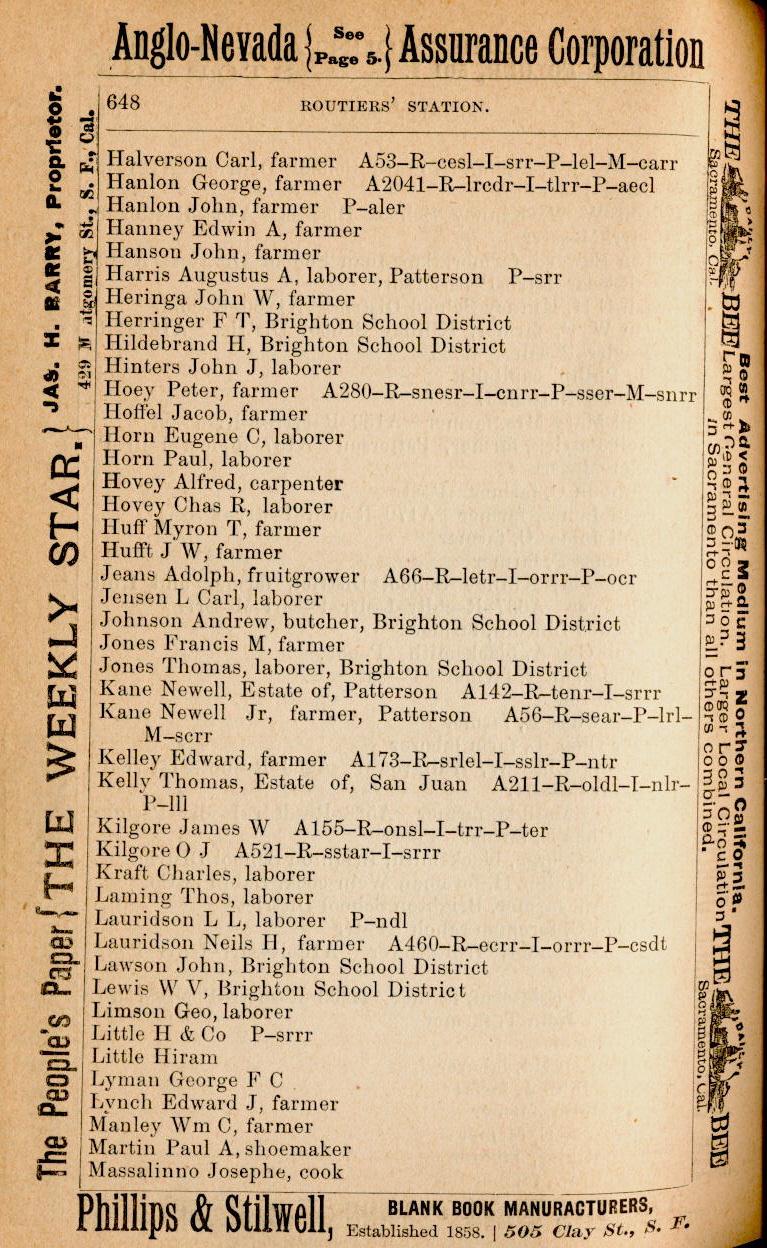 Anglo-Nevada { See Page 5. } Assurance Corporation
648 ROUTIERS' STATION.
Halverson Carl, farmer A53–R–cesl–I–srr–P–lel–M–carr
Hanlon George, farmer A2041–R–lrcdr–I–tlrr–P–aecl
Hanlon John, farmer P–aler
Hanney Edwin A, farmer
Hanson John, farmer
Harris Augustus A, laborer, Patterson P–srr
Heringa John W, farmer
Herringer F T, Brighton School District
Hildebrand H, Brighton School District
Hinters John J, laborer
Hoey Peter, farmer A280–R–snesr–I–cnrr–P–sser–M–snrr
Hoffel Jacob, farmer
Horn Eugene C, laborer
Horn Paul, laborer
Hovey Alfred, carpenter
Hovey Chas R, laborer
Huff Myron T, farmer
Hufft J W, farmer
Jeans Adolph, fruitgrower A66–R–letr–I–orrr–P–ocr
Jensen L Carl, laborer
Johnson Andrew, butcher, Brighton School District
Jones Francis M, farmer
Jones Thomas, laborer, Brighton School District
Kane Newell, Estate of, Patterson A142–R–tenr–I–srrr
Kane Newell Jr, farmer, Patterson A56–R–sear–P–lrl–
M–scrr
Kelley Edward, farmer A173–R–srlel–I–sslr–P–ntr
Kelly Thomas, Estate of, San Juan A211–R–oldl–I–nlr–
P–lll
Kilgore James W A155–R–onsl–I–trr–P–ter
Kilgore O J A521–R–sstar–I–srrr
Kraft Charles, laborer
Laming Thos, laborer
Lauridson L L, laborer P–ndl
Lauridson Neils H, farmer A460–R–ecrr–I–orrr–P–csdt
Lawson John, Brighton School District
Lewis W V, Brighton School District
Limson Geo, laborer
Little H & Co P–srrr
Little Hiram
Lyman George F C
Lynch Edward J, farmer
Manley Wm C, farmer
Martin Paul A, shoemaker
Massalinno Josephe, cook
Phillips & Stilwell, BLANK BOOK MANURACTURERS,
Established 1858. | 505 Clay St., S. F.
The People's Paper { THE WEEKLY STAR. } JAS. H. BARRY, Proprietor.
429 M atgomery St., S. F., Cal.
THE DAILY BEE
Sacramento, Cal.
Best Advertising Medium in Northern California.
Largest General Circulation. Larger Local Circulation
in Sacramento than all others combined.
THE DAILY BEE
Sacramento, Cal.